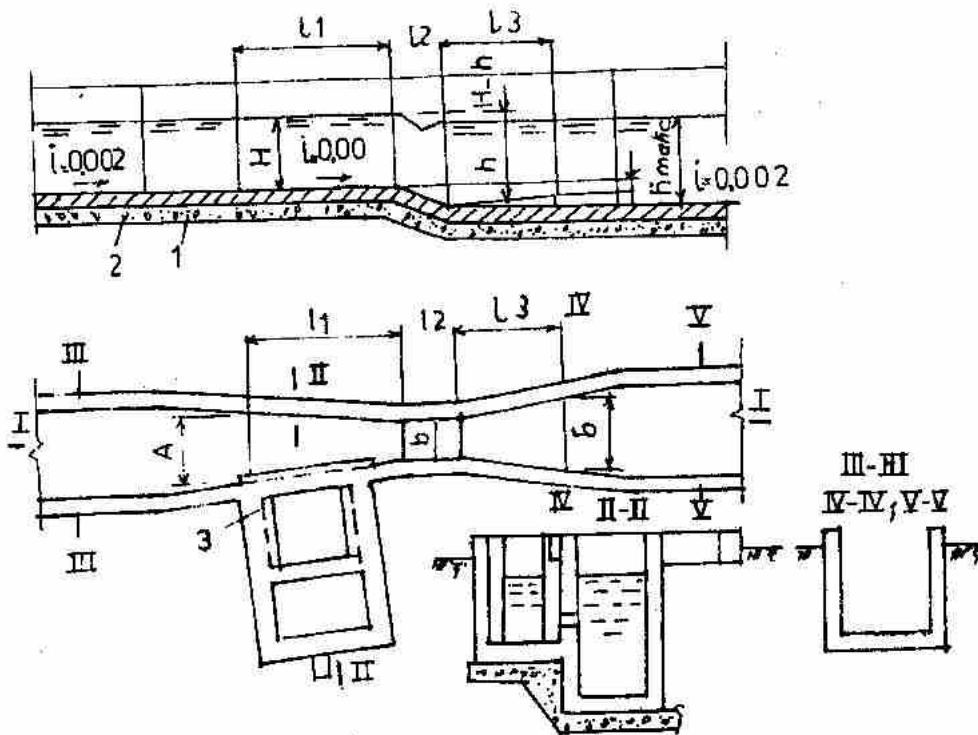 l1 l2 l3
H-h
i=0,002 H i=0,00 h hмакс i=0,002
2 1
l1 l2 l3 IV V
III II
I I
A b Б
3 IV II-II V III-III
IV-IV; V-V
III
II